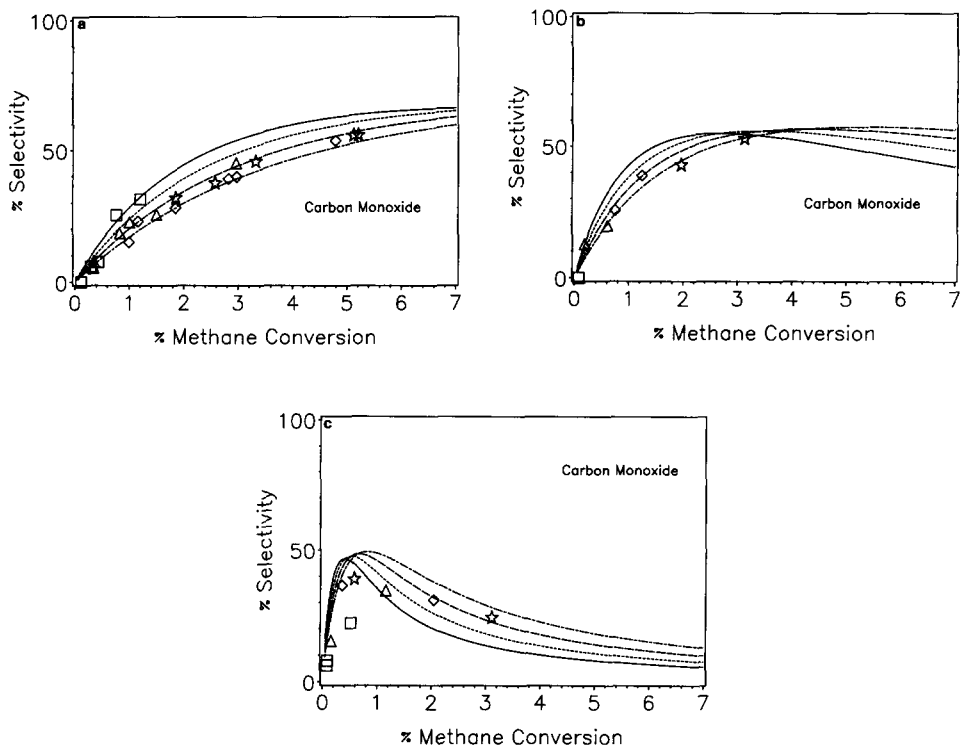 a
100
50
0
% Selectivity
Carbon Monoxide
0 1 2 3 4 5 6 7
% Methane Conversion
b
100
50
0
% Selectivity
Carbon Monoxide
0 1 2 3 4 5 6 7
% Methane Conversion
c
100
50
0
% Selectivity
Carbon Monoxide
0 1 2 3 4 5 6 7
% Methane Conversion